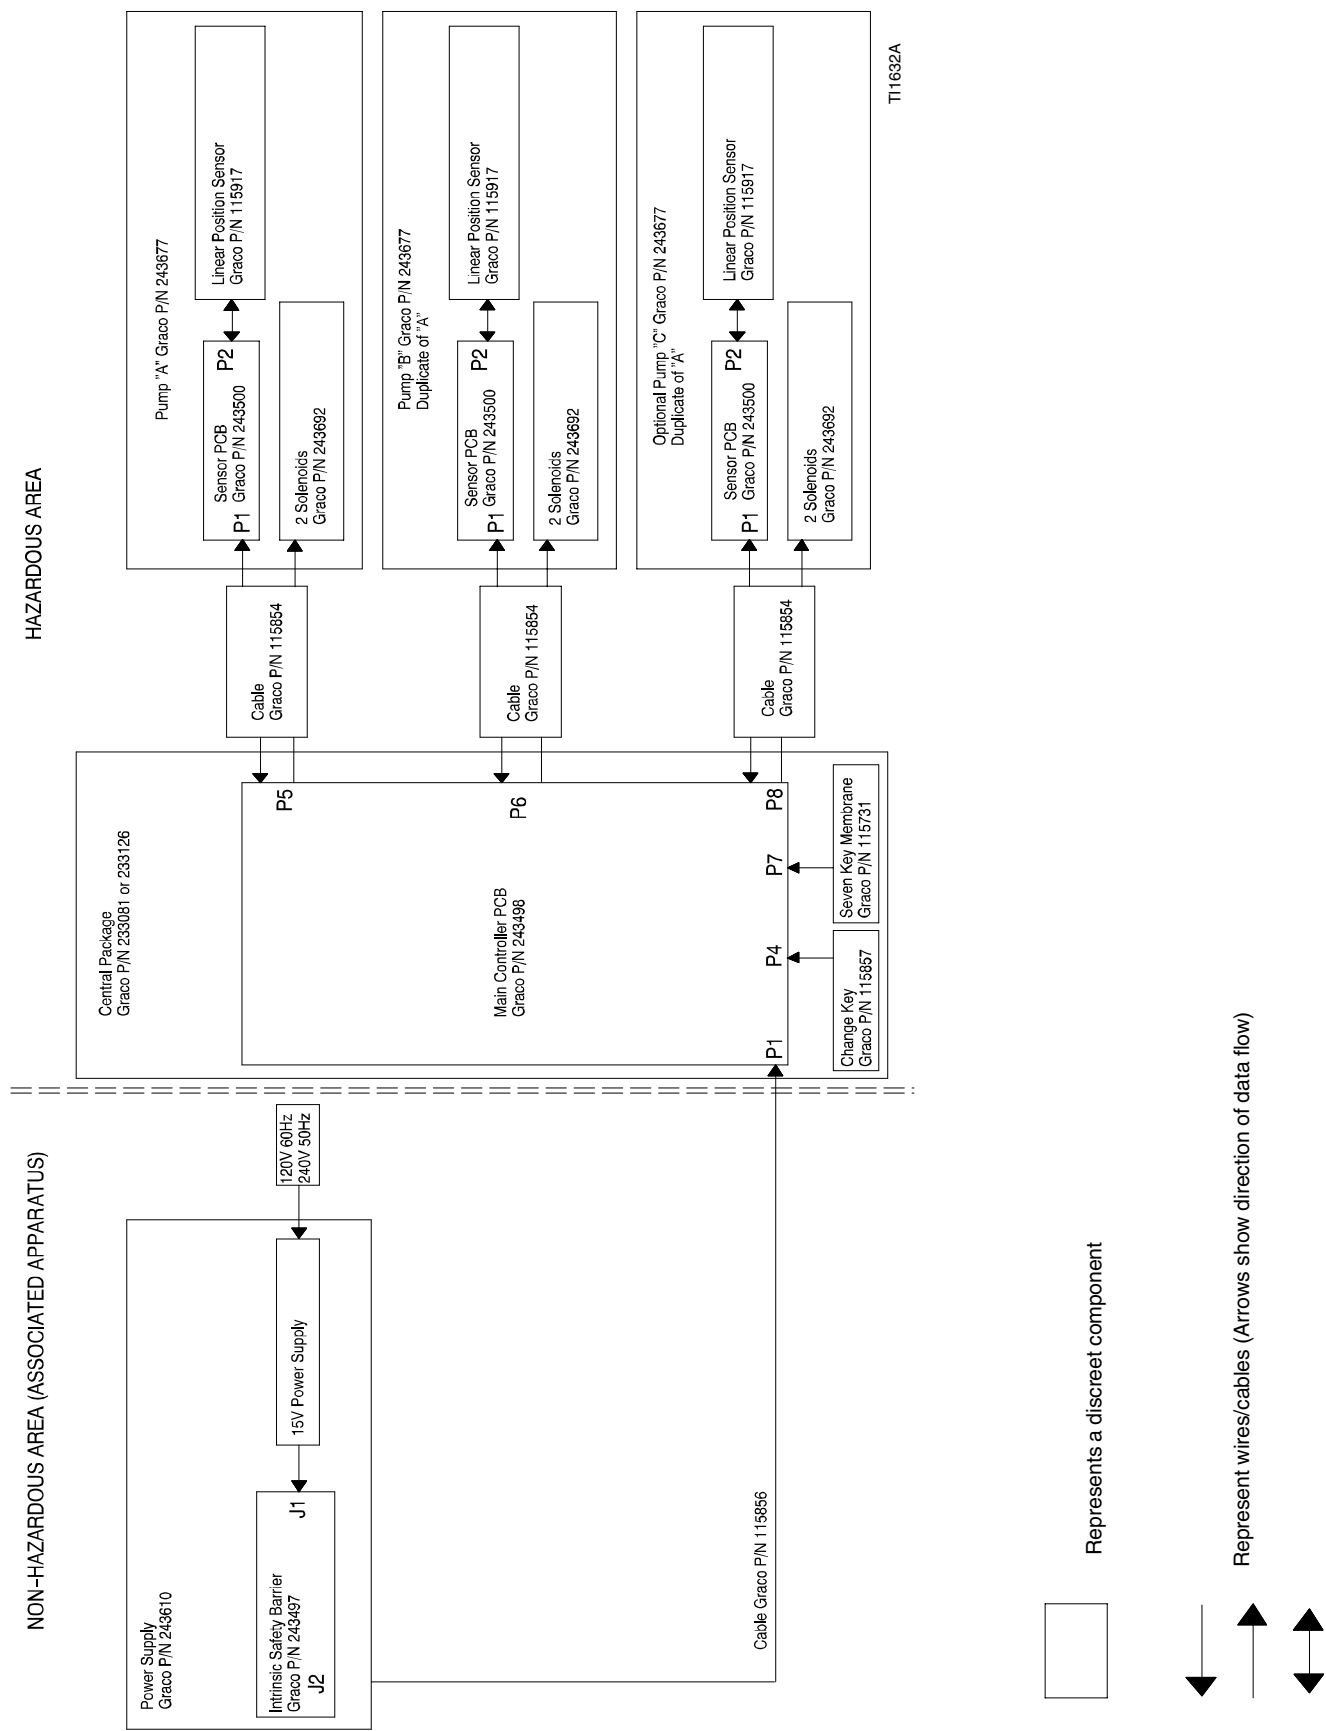 NON-HAZARDOUS AREA (ASSOCIATED APPARATUS)
HAZARDOUS AREA
Power Supply
Graco P/N 243610
Intrinsic Safety Barrier
Graco P/N 243497
J2
J1
15V Power Supply
120V 60Hz
240V 50Hz
Cable Graco P/N 115856
Central Package
Graco P/N 233081 or 233126
Main Controller PCB
Graco P/N 243498
P1
P4
P7
P5
P6
P8
Change Key
Graco P/N 115857
Seven Key Membrane
Graco P/N 115731
Cable
Graco P/N 115854
Cable
Graco P/N 115854
Cable
Graco P/N 115854
Pump "A" Graco P/N 243677
Sensor PCB
P1 Graco P/N 243500
P2
Linear Position Sensor
Graco P/N 115917
2 Solenoids
Graco P/N 243692
Pump "B" Graco P/N 243677
Duplicate of "A"
Sensor PCB
P1 Graco P/N 243500
P2
Linear Position Sensor
Graco P/N 115917
2 Solenoids
Graco P/N 243692
Optional Pump "C" Graco P/N 243677
Duplicate of "A"
Sensor PCB
P1 Graco P/N 243500
P2
Linear Position Sensor
Graco P/N 115917
2 Solenoids
Graco P/N 243692
TI1632A
Represents a discreet component
Represent wires/cables (Arrows show direction of data flow)